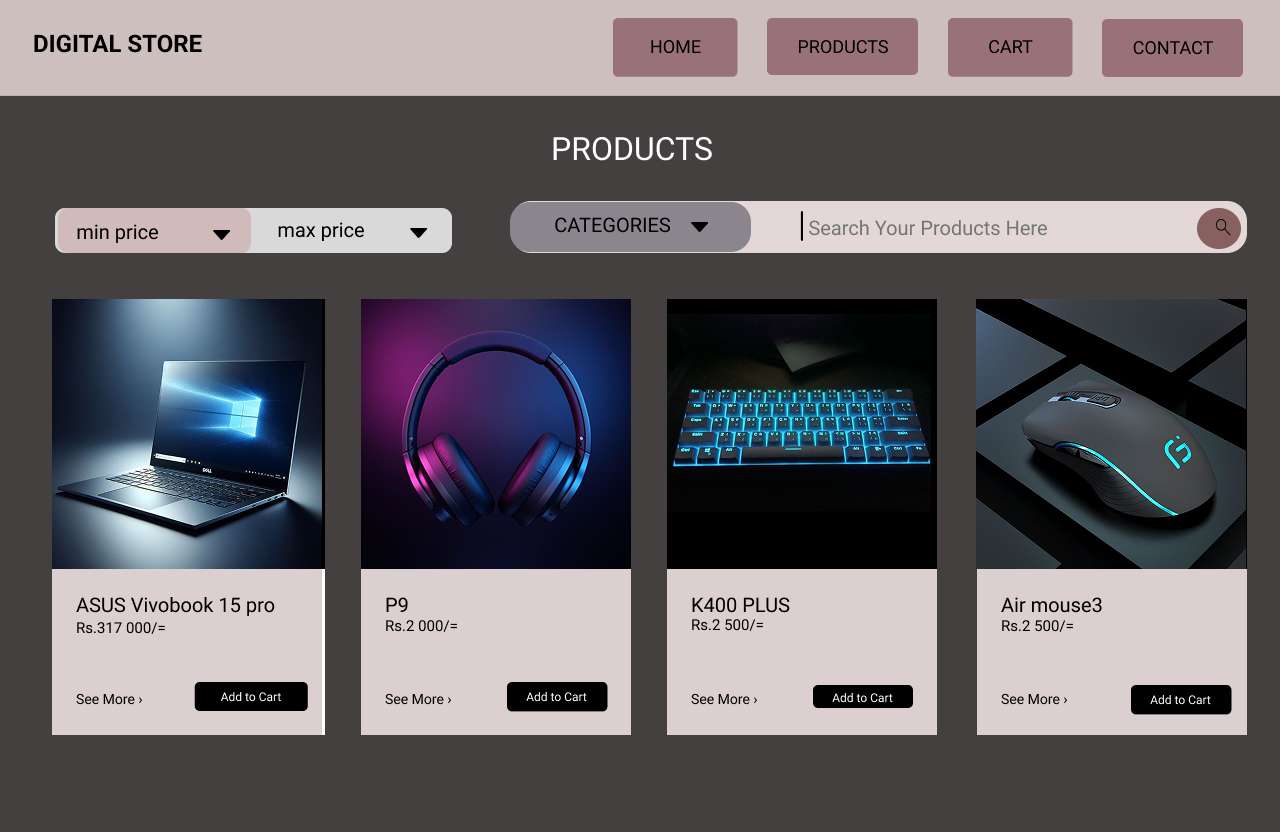 DIGITAL STORE
HOME
PRODUCTS
CART
CONTACT
PRODUCTS
min price
max price
CATEGORIES
Search Your Products Here
DELL
ASUS Vivobook 15 pro
Rs.317 000/=
See More ›
Add to Cart
P9
Rs.2 000/=
See More ›
Add to Cart
K400 PLUS
Rs.2 500/=
See More ›
Add to Cart
Air mouse3
Rs.2 500/=
See More ›
Add to Cart